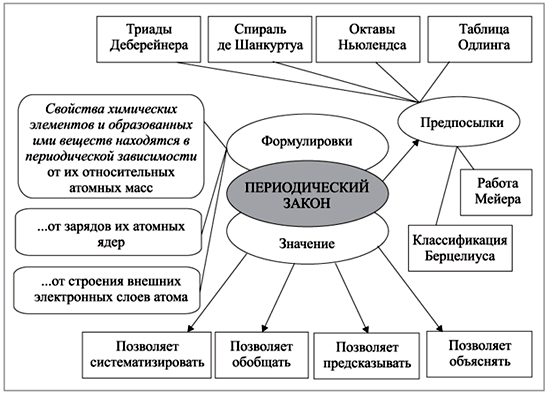 Триады
Деберейнера
Спираль
де Шанкуртуа
Октавы
Ньюлендса
Таблица
Одлинга
Свойства химических
элементов и образованных
ими веществ находятся в
периодической зависимости
от их относительных
атомных масс
Формулировки
Предпосылки
ПЕРИОДИЧЕСКИЙ
ЗАКОН
Работа
Мейера
...от зарядов их атомных
ядер
Значение
Классификация
Берцелиуса
...от строения внешних
электронных слоев атома
Позволяет
систематизировать
Позволяет
обобщать
Позволяет
предсказывать
Позволяет
объяснять